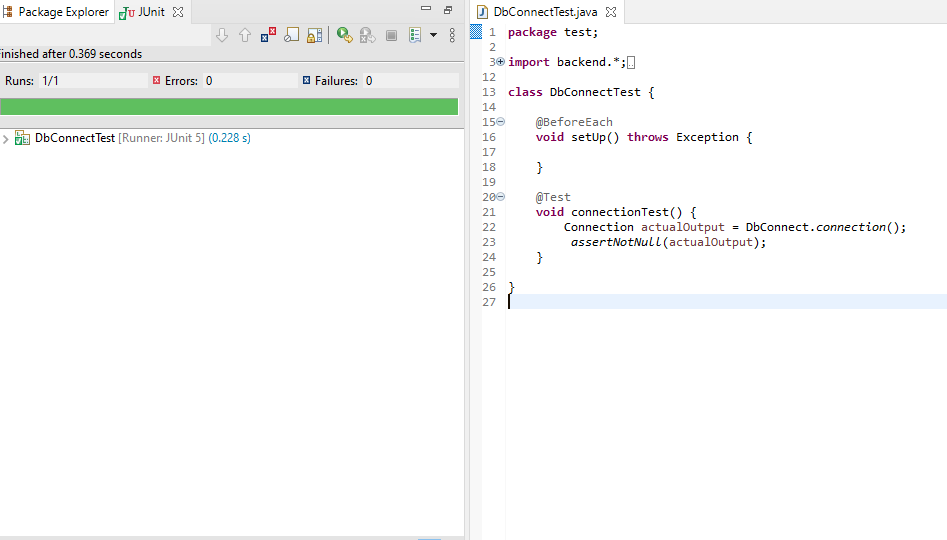 Package Explorer JUnit
Finished after 0.369 seconds
Runs: 1/1 Errors: 0 Failures: 0
DbConnectTest [Runner: JUnit 5] (0.228 s)
DbConnectTest.java
1 package test;
2
3 import backend.*;
12
13 class DbConnectTest {
14
15 @BeforeEach
16 void setUp() throws Exception {
17
18 }
19
20 @Test
21 void connectionTest() {
22 Connection actualOutput = DbConnect.connection();
23 assertNotNull(actualOutput);
24 }
25
26 }
27